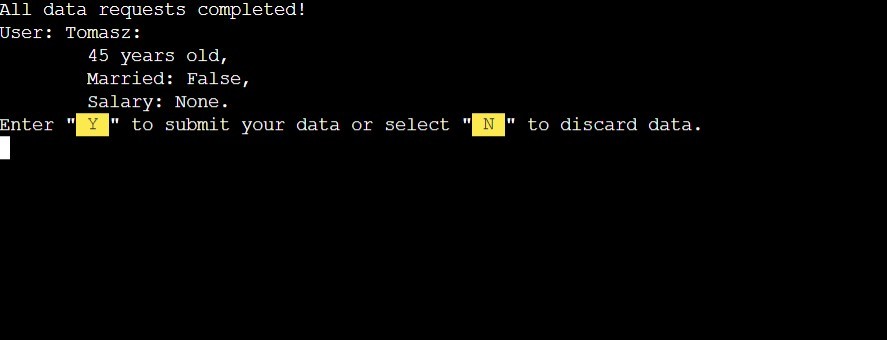 All data requests completed!
User: Tomasz:
45 years old,
Married: False,
Salary: None.
Enter " Y " to submit your data or select " N " to discard data.